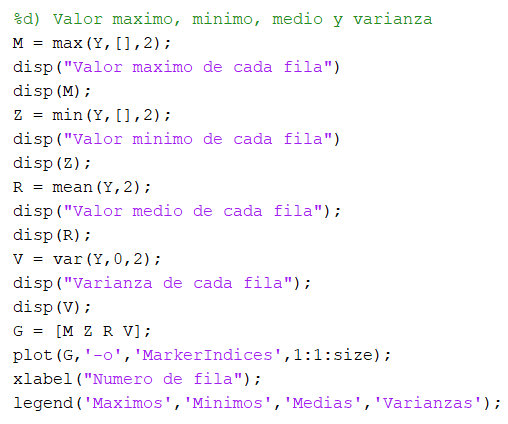 %d) Valor maximo, minimo, medio y varianza
M = max(Y,[],2);
disp("Valor maximo de cada fila")
disp(M);
Z = min(Y,[],2);
disp("Valor minimo de cada fila")
disp(Z);
R = mean(Y,2);
disp("Valor medio de cada fila");
disp(R);
V = var(Y,0,2);
disp("Varianza de cada fila");
disp(V);
G = [M Z R V];
plot(G,'-o','MarkerIndices',1:1:size);
xlabel("Numero de fila");
legend('Maximos','Minimos','Medias','Varianzas');